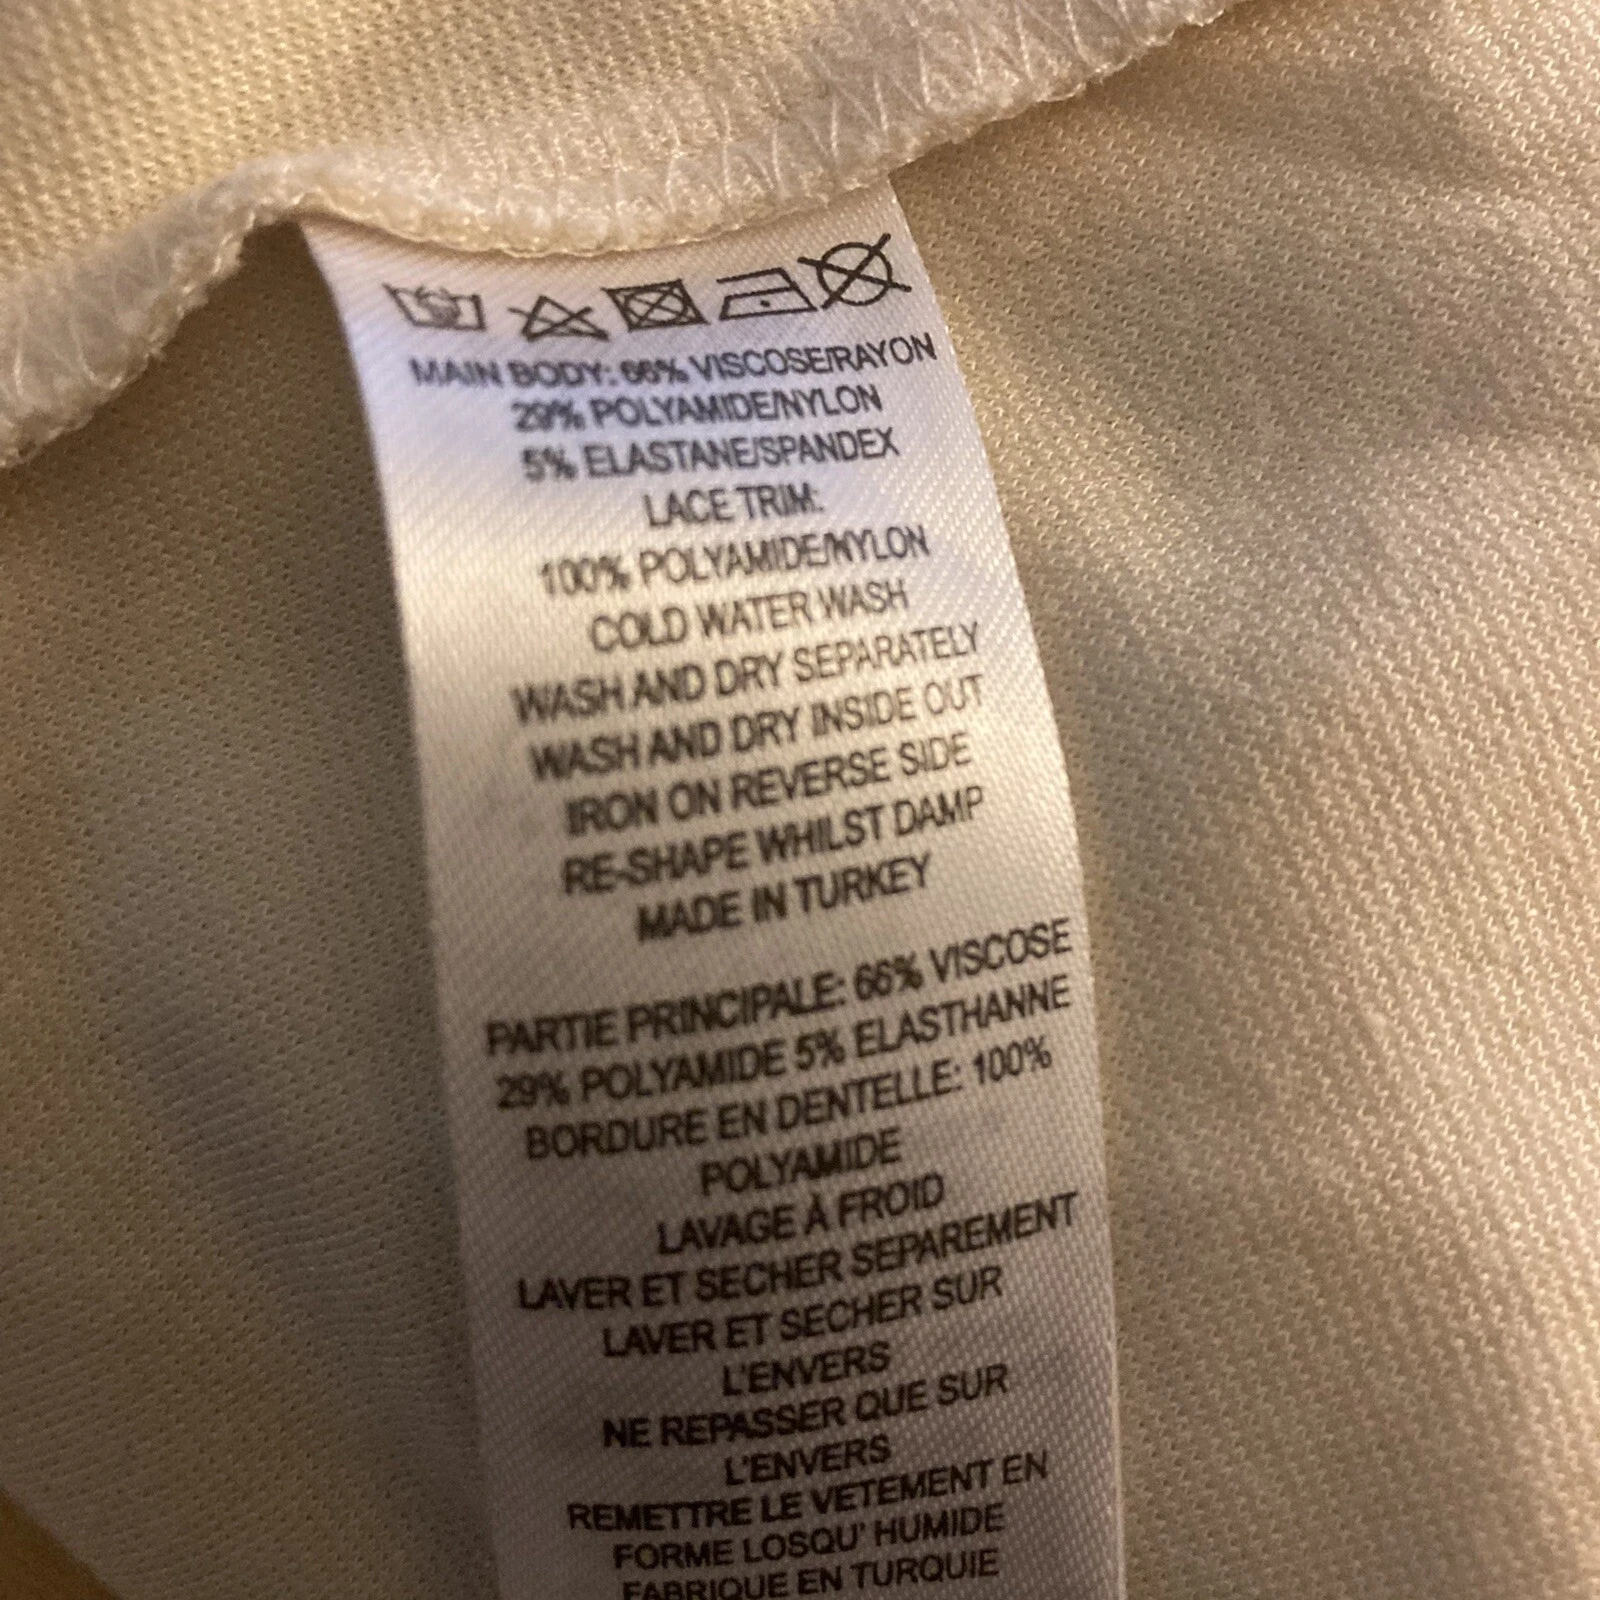 MAIN BODY: 66% VISCOSE/RAYON
29% POLYAMIDE/NYLON
5% ELASTANE/SPANDEX
LACE TRIM:
100% POLYAMIDE/NYLON
COLD WATER WASH
WASH AND DRY SEPARATELY
WASH AND DRY INSIDE OUT
IRON ON REVERSE SIDE
RE-SHAPE WHILST DAMP
MADE IN TURKEY
PARTIE PRINCIPALE: 66% VISCOSE
29% POLYAMIDE 5% ELASTHANNE
BORDURE EN DENTELLE: 100%
POLYAMIDE
LAVAGE À FROID
LAVER ET SECHER SEPAREMENT
LAVER ET SECHER SUR
L'ENVERS
NE REPASSER QUE SUR
L'ENVERS
REMETTRE LE VETEMENT EN
FORME LOSQU' HUMIDE
FABRIQUE EN TURQUIE